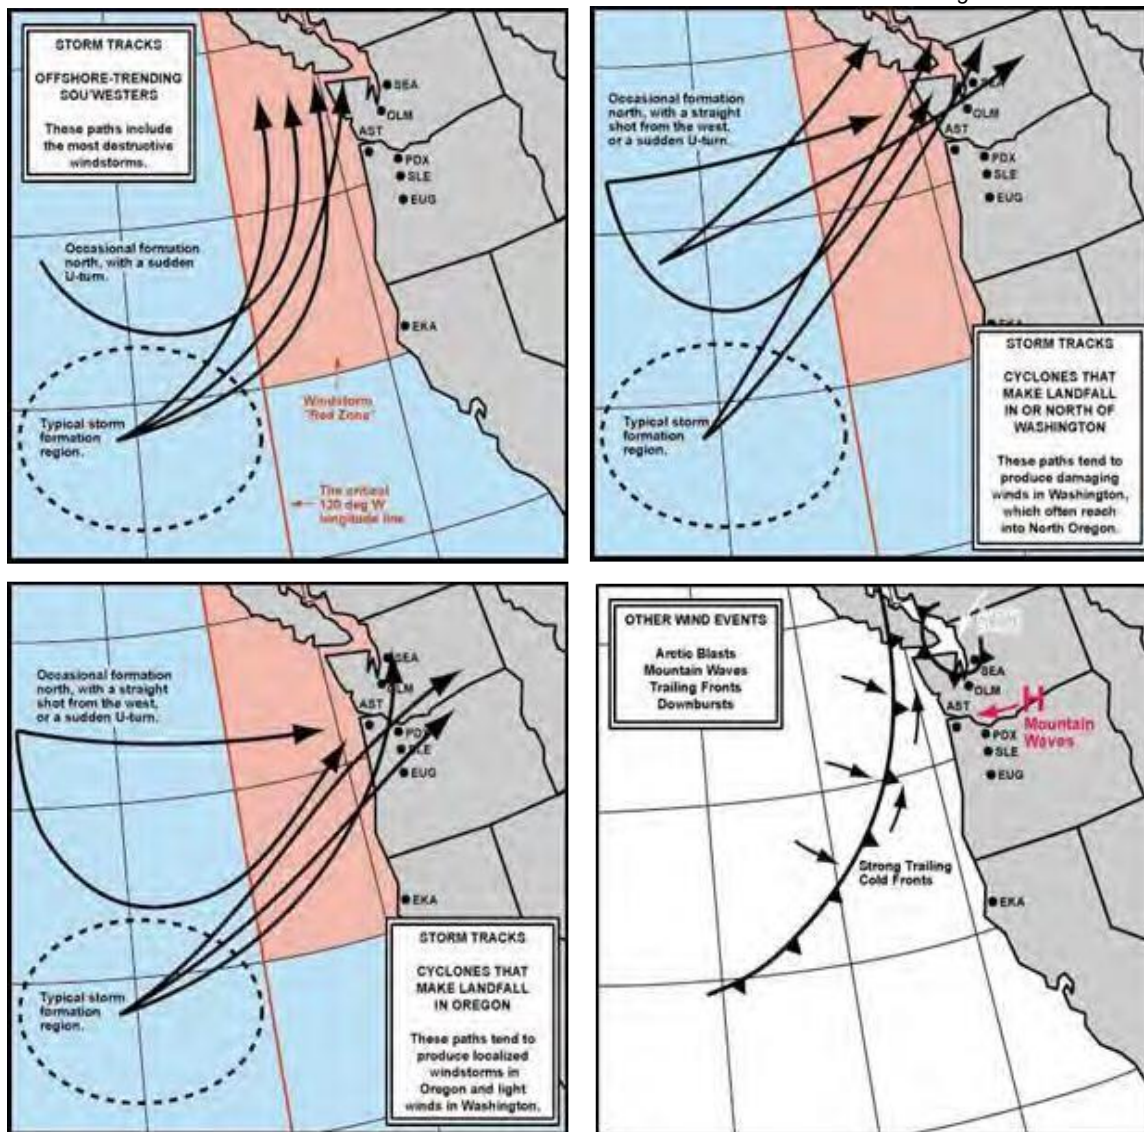 STORM TRACKS
OFFSHORE-TRENDING
SOU'WESTERS
These paths include
the most destructive
windstorms.
SEA
OLM
AST
PDX
SLE
EUG
Occasional formation
north, with a sudden
U-turn.
EKA
Windstorm
"Red Zone"
Typical storm
formation
region.
The critical
130 deg W
longitude line.
Occasional formation
north, with a straight
shot from the west,
or a sudden U-turn.
SEA
OLM
AST
PDX
SLE
EUG
EKA
Typical storm
formation
region.
STORM TRACKS
CYCLONES THAT
MAKE LANDFALL
IN OR NORTH OF
WASHINGTON
These paths tend to
produce damaging
winds in Washington,
which often reach
into North Oregon.
Occasional formation
north, with a straight
shot from the west,
or a sudden U-turn.
SEA
OLM
AST
PDX
SLE
EUG
EKA
Typical storm
formation
region.
STORM TRACKS
CYCLONES THAT
MAKE LANDFALL
IN OREGON
These paths tend to
produce localized
windstorms in
Oregon and light
winds in Washington.
OTHER WIND EVENTS
Arctic Blasts
Mountain Waves
Trailing Fronts
Downbursts
SEA
OLM
AST
H
Mountain
Waves
PDX
SLE
EUG
Strong Trailing
Cold Fronts
EKA